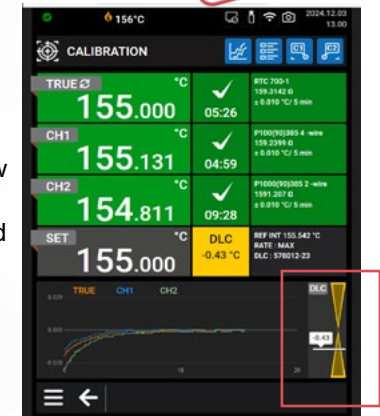 156°C
2024.12.03
13.00
CALIBRATION
TRUE
°C
155.000
05:26
RTC 700-1
159.3142 Ω
± 0.010 °C/ 5 min
CH1
°C
155.131
04:59
P100(90)385 4 -wire
159.2399 Ω
± 0.010 °C/ 5 min
CH2
°C
154.811
09:28
P1000(90)385 2 -wire
1591.207 Ω
± 0.010 °C/ 5 min
SET
°C
155.000
DLC
-0.43 °C
REF INT 155.542 °C
RATE : MAX
DLC : 578012-23
TRUE CH1 CH2
DLC
-0.43